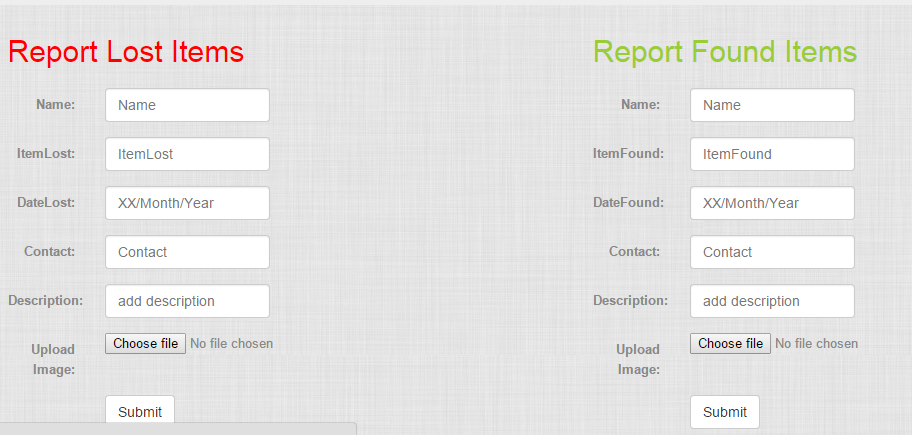 Report Lost Items
Name: Name
ItemLost: ItemLost
DateLost: XX/Month/Year
Contact: Contact
Description: add description
Upload Image: Choose file No file chosen
Submit
Report Found Items
Name: Name
ItemFound: ItemFound
DateFound: XX/Month/Year
Contact: Contact
Description: add description
Upload Image: Choose file No file chosen
Submit